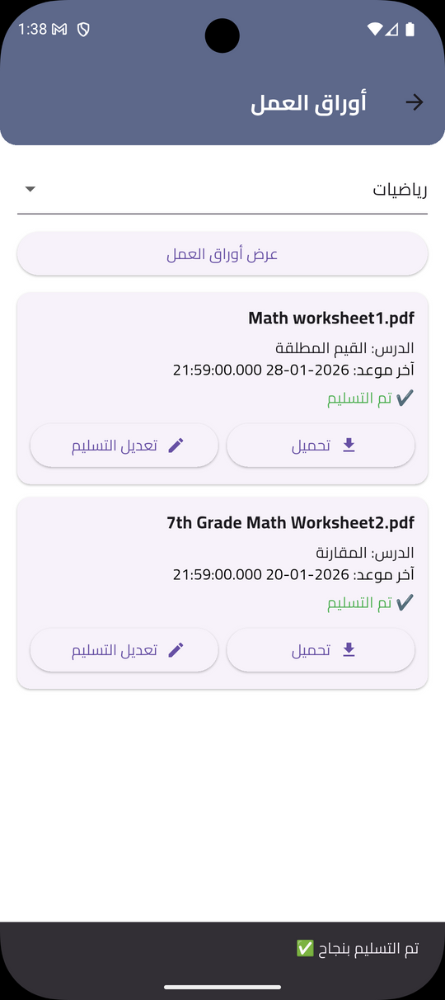 1:38
أوراق العمل
رياضيات
عرض أوراق العمل
Math worksheet1.pdf
الدرس: القيم المطلقة
آخر موعد: 2026-01-28 21:59:00.000
✔ تم التسليم
تحميل
تعديل التسليم
7th Grade Math Worksheet2.pdf
الدرس: المقارنة
آخر موعد: 2026-01-20 21:59:00.000
✔ تم التسليم
تحميل
تعديل التسليم
تم التسليم بنجاح ✅